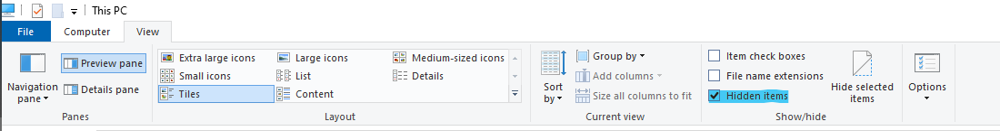 This PC
File
Computer
View
Navigation
pane
Preview pane
Details pane
Panes
Extra large icons
Large icons
Medium-sized icons
Small icons
List
Details
Tiles
Content
Layout
Sort
by
Group by
Add columns
Size all columns to fit
Current view
Item check boxes
File name extensions
Hidden items
Hide selected
items
Show/hide
Options